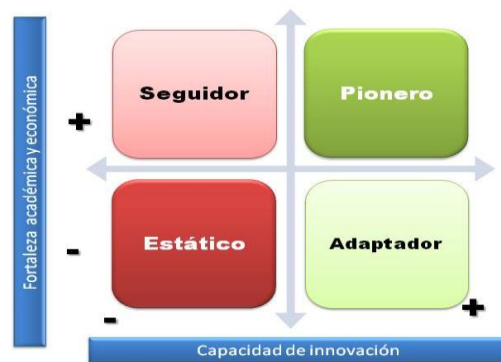 Fortaleza académica y económica
+
Seguidor
Pionero
-
Estático
Adaptador
-
+
Capacidad de innovación